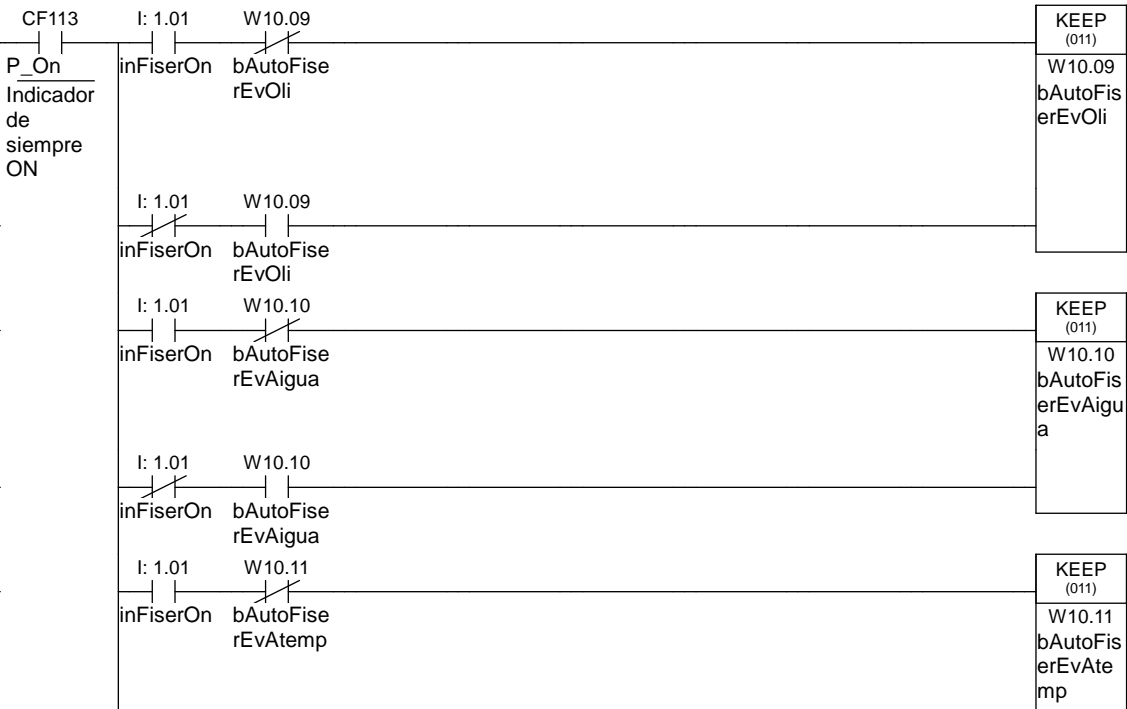 CF113
I: 1.01
W10.09
KEEP
(011)
P_On
inFiserOn
bAutoFise
rEvOli
W10.09
bAutoFis
erEvOli
Indicador
de
siempre
ON
I: 1.01
W10.09
inFiserOn
bAutoFise
rEvOli
I: 1.01
W10.10
KEEP
(011)
inFiserOn
bAutoFise
rEvAigua
W10.10
bAutoFis
erEvAigu
a
I: 1.01
W10.10
inFiserOn
bAutoFise
rEvAigua
I: 1.01
W10.11
KEEP
(011)
inFiserOn
bAutoFise
rEvAtemp
W10.11
bAutoFis
erEvAte
mp